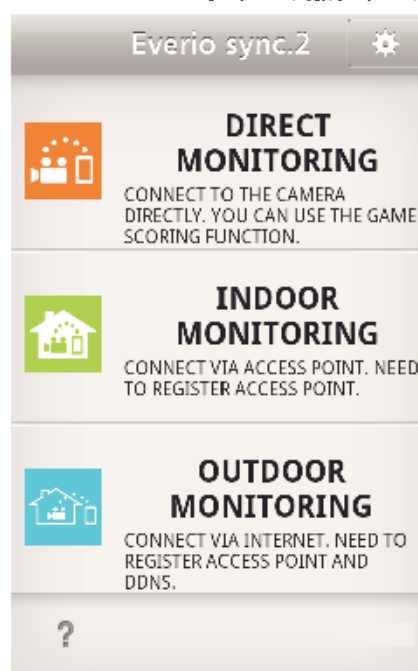 Everio sync.2
DIRECT
MONITORING
CONNECT TO THE CAMERA
DIRECTLY. YOU CAN USE THE GAME
SCORING FUNCTION.
INDOOR
MONITORING
CONNECT VIA ACCESS POINT. NEED
TO REGISTER ACCESS POINT.
OUTDOOR
MONITORING
CONNECT VIA INTERNET. NEED TO
REGISTER ACCESS POINT AND
DDNS.
?